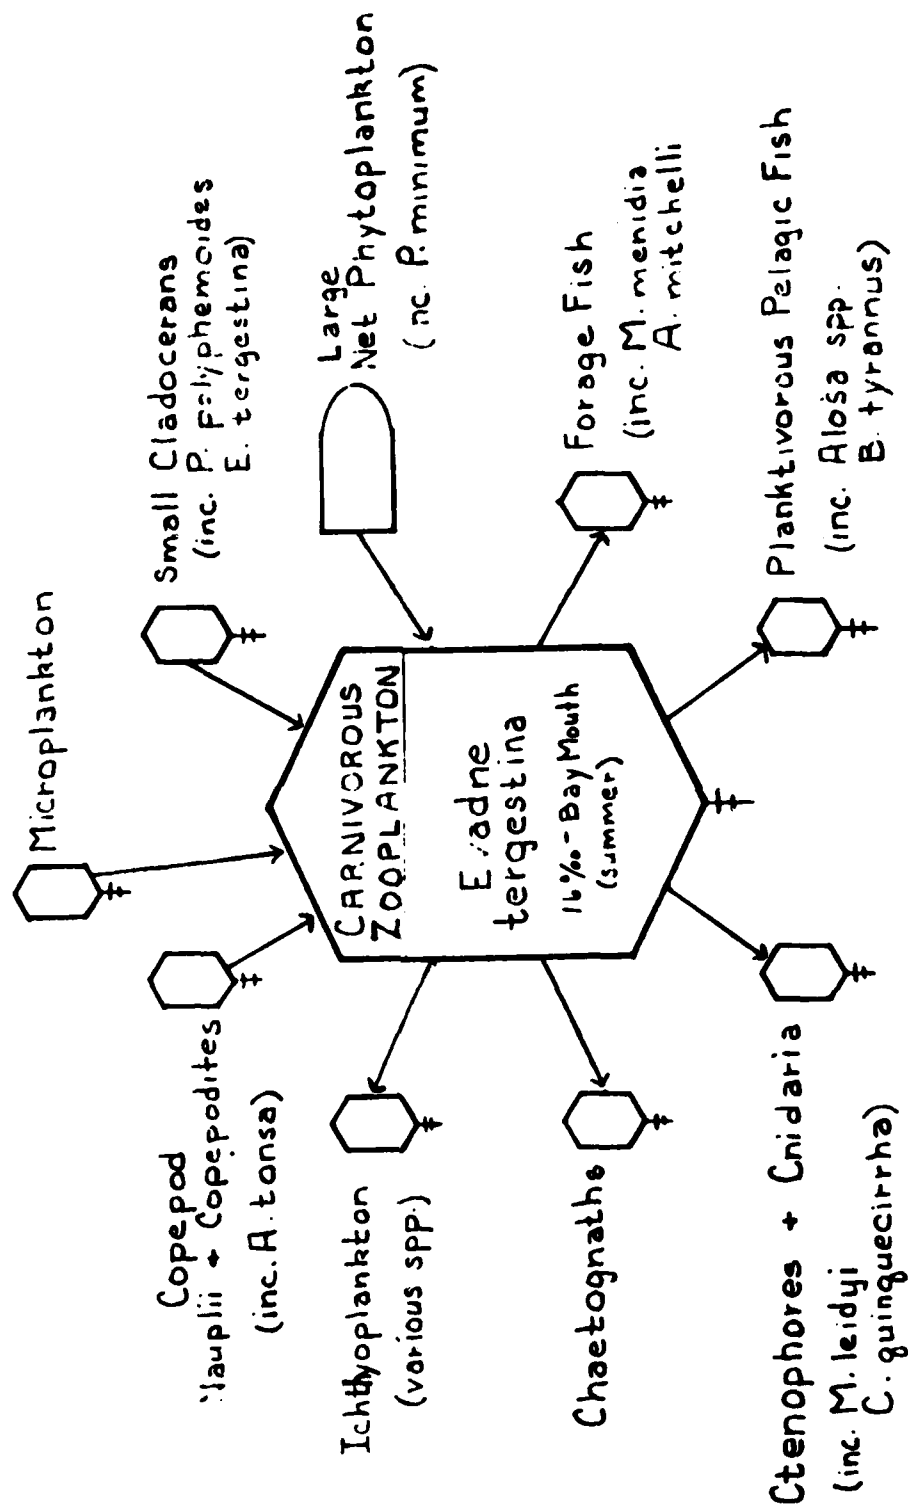 Microplankton
Small Cladocerans
(inc. P. polyphemoides
E. tergestina)
Large
Net Phytoplankton
(inc. P. minimum)
Copepod
Nauplii + Copepodites
(inc. A. tonsa)
CARNIVOROUS
ZOOPLANKTON
Evadne
tergestina
16‰-Bay Mouth
(summer)
Ichthyoplankton
(various spp.)
Forage Fish
(inc. M. menidia
A. mitchelli
Chaetognaths
Planktivorous Pelagic Fish
(inc. Alosa spp.
B. tyrannus)
Ctenophores + Cnidaria
(inc. M. leidyi
C. quinquecirrha)